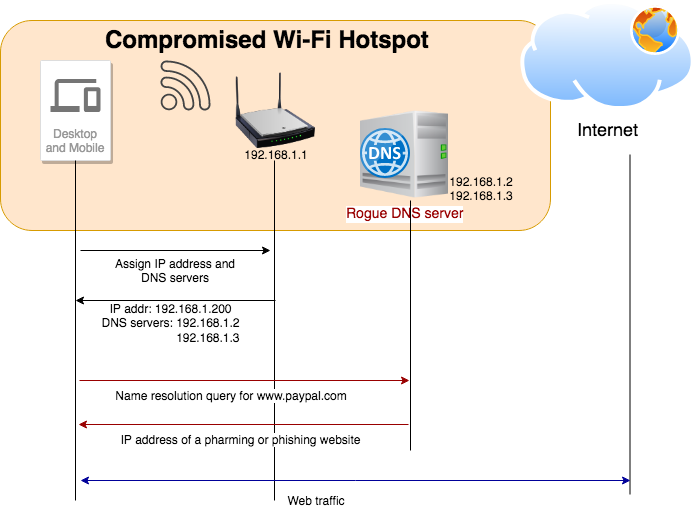 Compromised Wi-Fi Hotspot
Desktop
and Mobile
192.168.1.1
DNS
192.168.1.2
192.168.1.3
Rogue DNS server
Internet
Assign IP address and
DNS servers
IP addr: 192.168.1.200
DNS servers: 192.168.1.2
192.168.1.3
Name resolution query for www.paypal.com
IP address of a pharming or phishing website
Web traffic